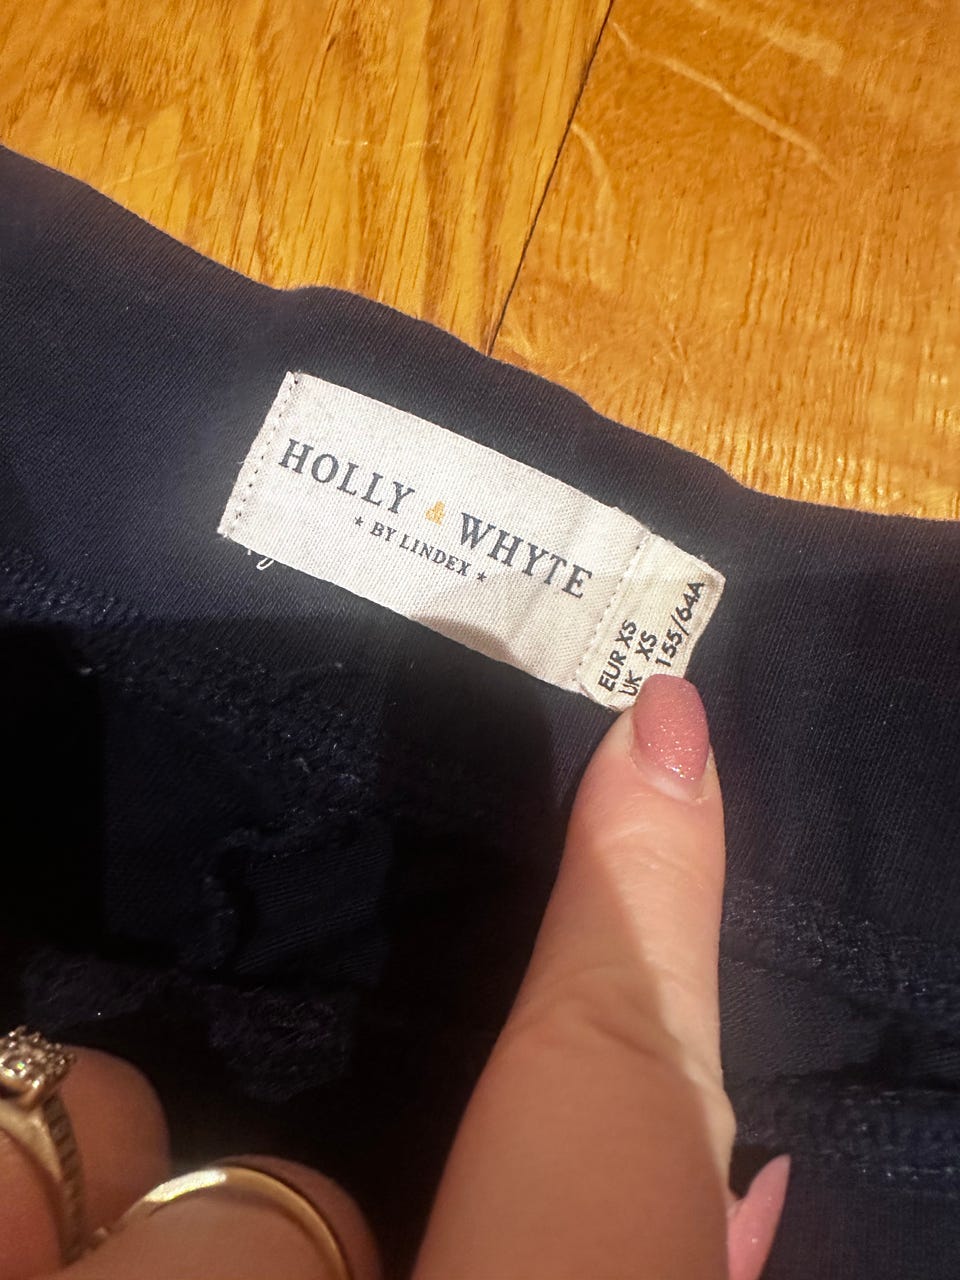 HOLLY & WHYTE
★ BY LINDEX ★
EUR XS
UK XS
155/64A